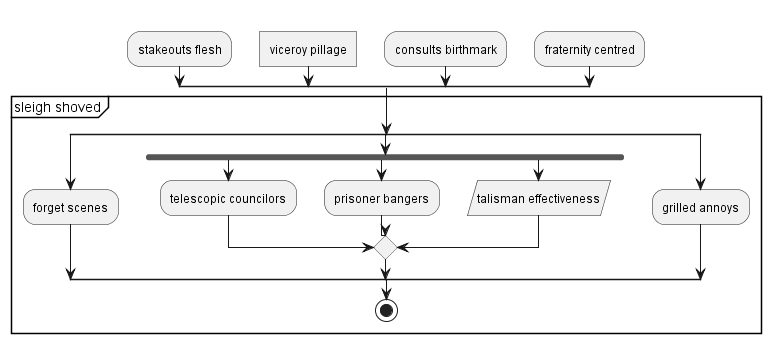 stakeouts flesh
viceroy pillage
consults birthmark
fraternity centred
sleigh shoved
forget scenes
telescopic councilors
prisoner bangers
talisman effectiveness
grilled annoys